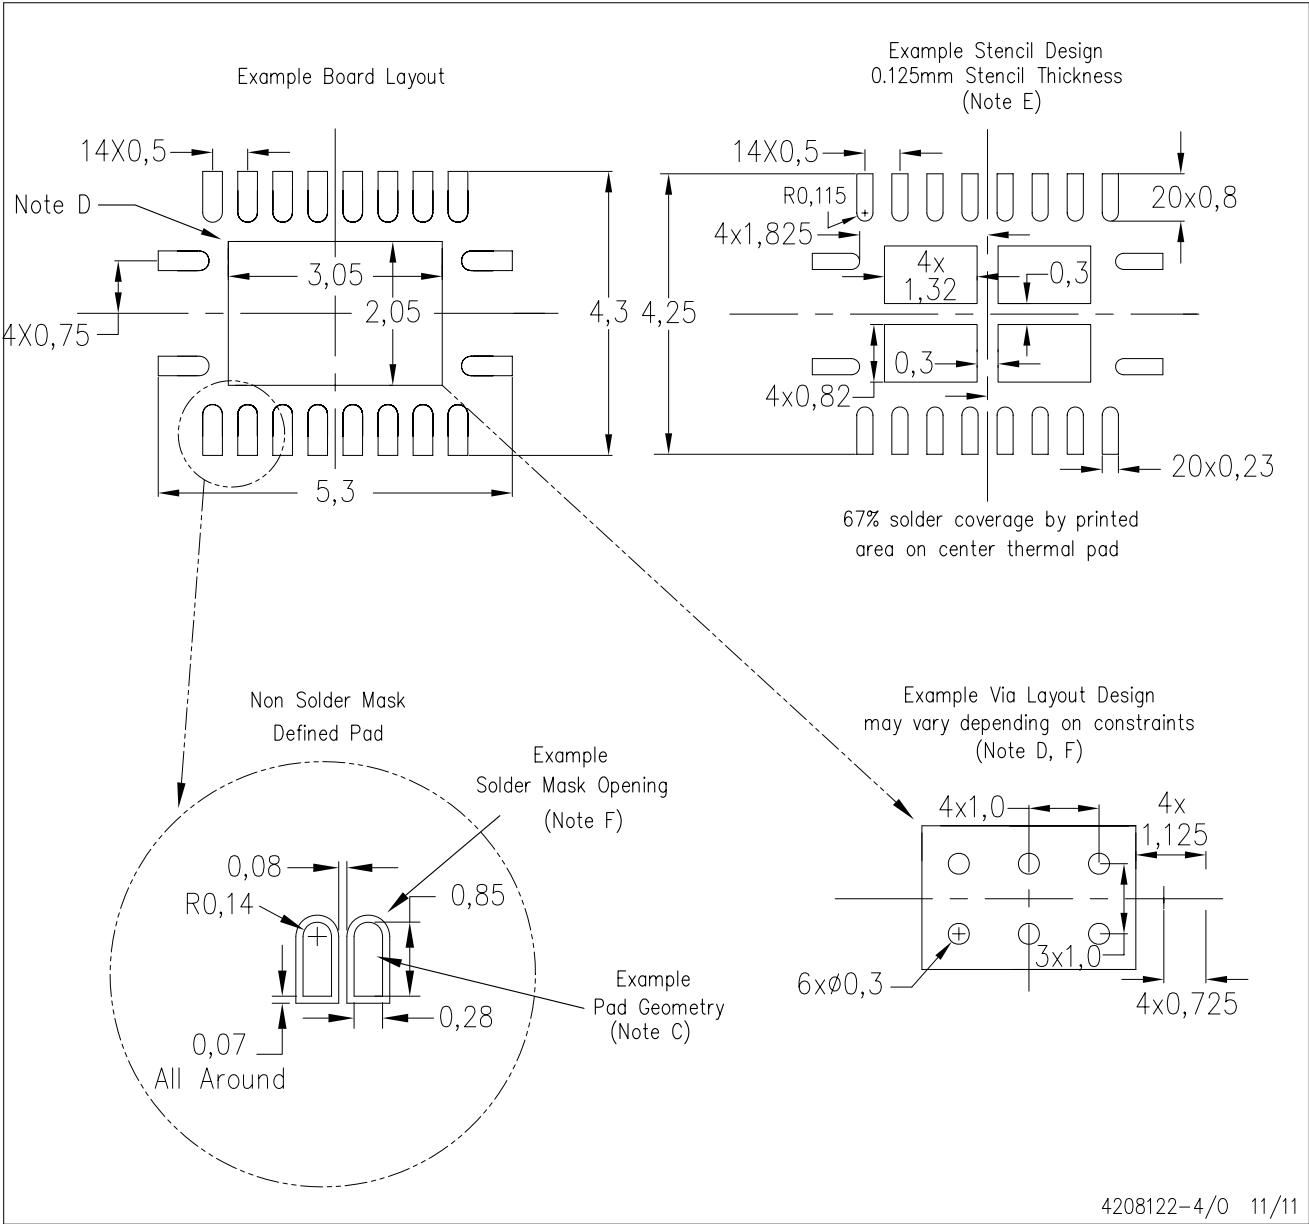 Example Board Layout
14X0,5
Note D
3,05
2,05
4X0,75
4,3
5,3
Example Stencil Design
0.125mm Stencil Thickness
(Note E)
14X0,5
R0,115
4x1,825
20x0,8
4x
1,32
0,3
4,25
0,3
4x0,82
20x0,23
67% solder coverage by printed
area on center thermal pad
Non Solder Mask
Defined Pad
Example
Solder Mask Opening
(Note F)
0,08
R0,14
0,85
Example
Pad Geometry
(Note C)
0,28
0,07
All Around
Example Via Layout Design
may vary depending on constraints
(Note D, F)
4x1,0
4x
1,125
3x1,0
6xø0,3
4x0,725
4208122-4/O 11/11